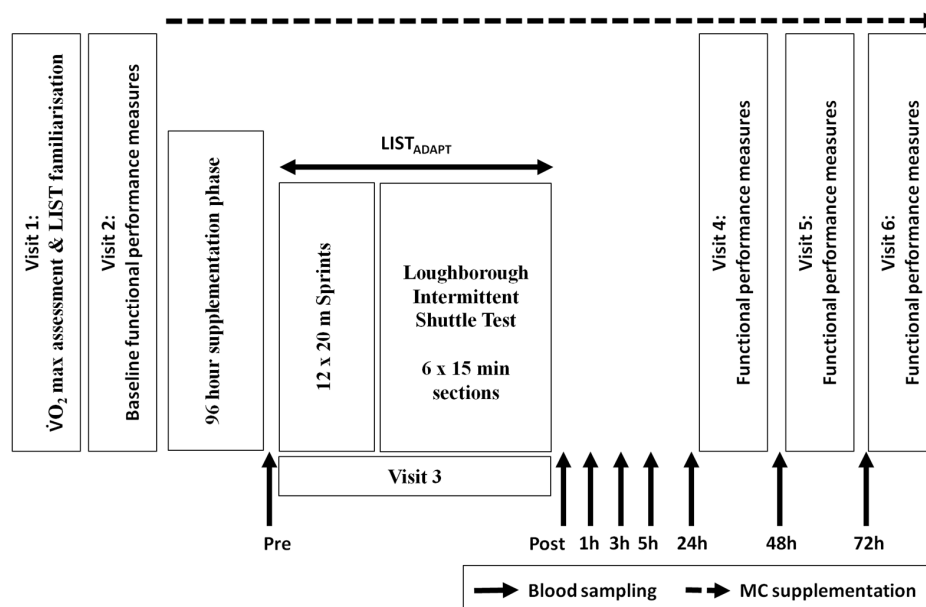 Visit 1:
V̇O2 max assessment & LIST familiarisation
Visit 2:
Baseline functional performance measures
96 hour supplementation phase
LISTADAPT
12 x 20 m Sprints
Loughborough
Intermittent
Shuttle Test
6 x 15 min
sections
Visit 3
Visit 4:
Functional performance measures
Visit 5:
Functional performance measures
Visit 6:
Functional performance measures
Pre
Post
1h
3h
5h
24h
48h
72h
Blood sampling
MC supplementation